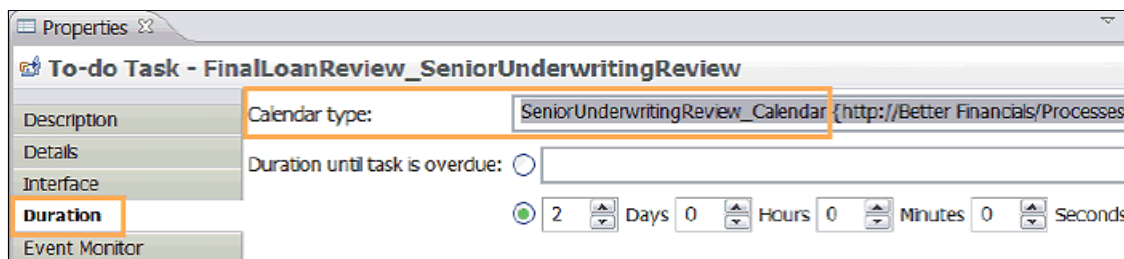 Properties
To-do Task - FinalLoanReview_SeniorUnderwritingReview
Description
Calendar type: SeniorUnderwritingReview_Calendar {http://Better Financials/Processes
Details
Duration until task is overdue:
Interface
Duration
2 Days 0 Hours 0 Minutes 0 Seconds
Event Monitor